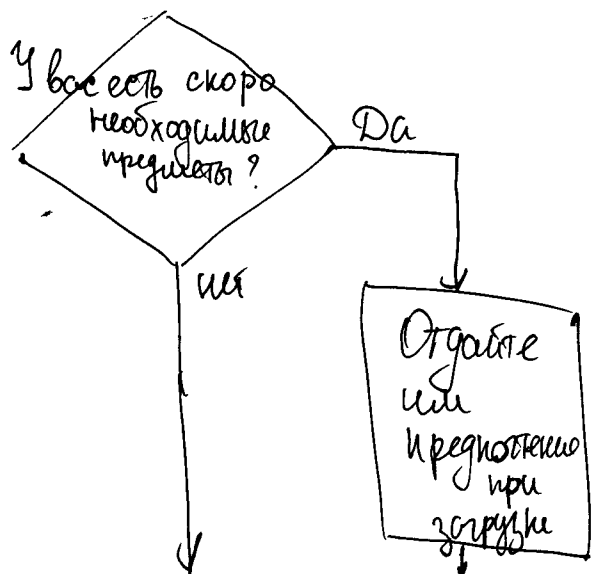 У вас есть скоро
необходимые
предметы?
Да
нет
Отдайте
им
предпочтение
при
загрузке